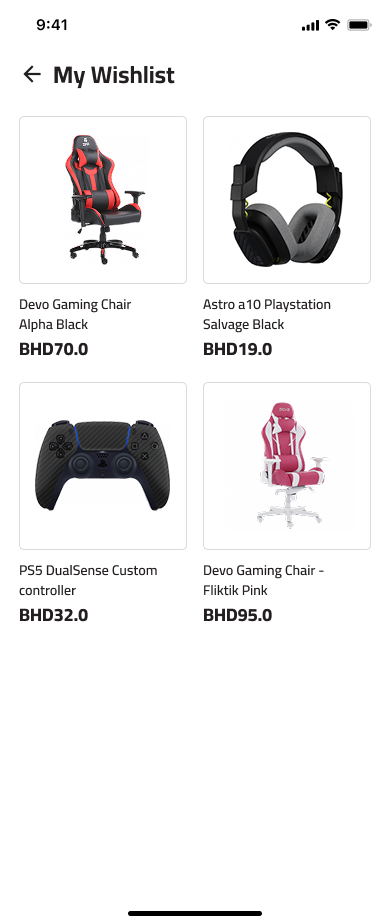 9:41
My Wishlist
Devo Gaming Chair
Alpha Black
BHD70.0
Astro a10 Playstation
Salvage Black
BHD19.0
PS5 DualSense Custom
controller
BHD32.0
Devo Gaming Chair -
Fliktik Pink
BHD95.0